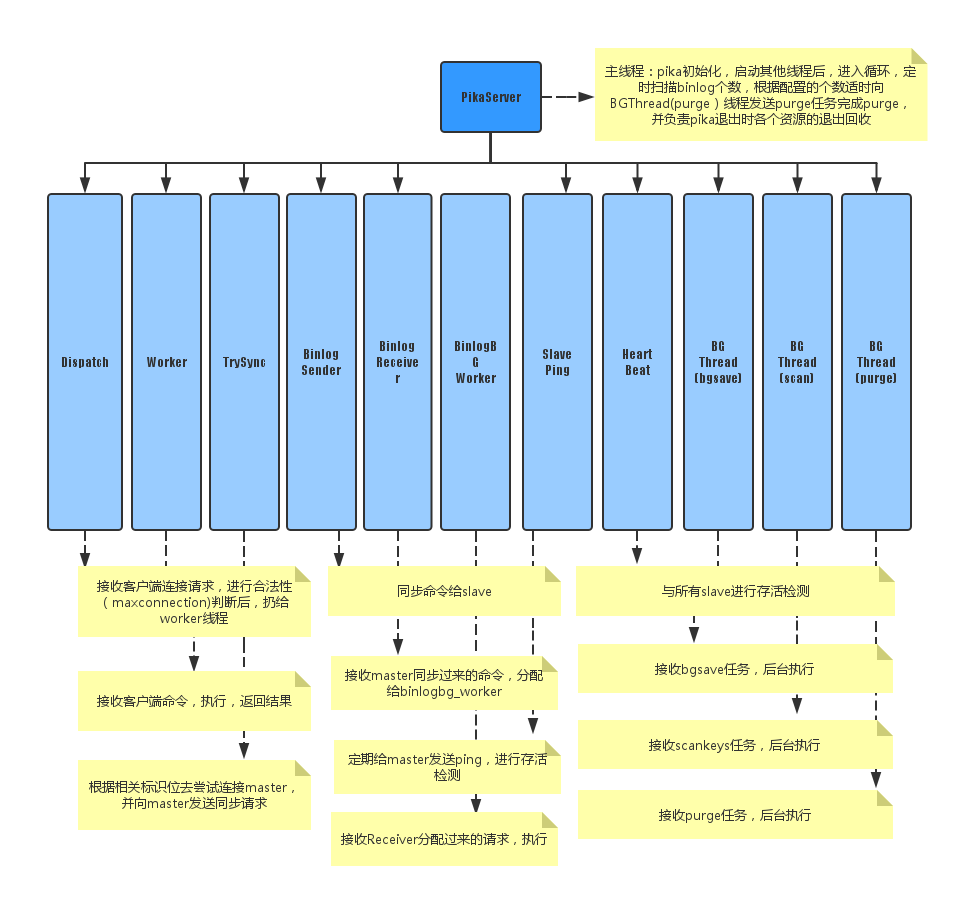 PikaServer
主线程：pika初始化，启动其他线程后，进入循环，定
时扫描binlog个数，根据配置的个数适时向
BGThread(purge ) 线程发送purge任务完成purge，
并负责pika退出时各个资源的退出回收
Dispatch
Worker
TrySync
Binlog
Sender
Binlog
Receive
r
BinlogB
G
Worker
Slave
Ping
Heart
Beat
BG
Thread
(bgsave)
BG
Thread
(scan)
BG
Thread
(purge)
接收客户端连接请求，进行合法性
（ maxconnection)判断后，扔给
worker线程
接收客户端命令，执行，返回结果
根据相关标识位去尝试连接master，
并向master发送同步请求
同步命令给slave
接收master同步过来的命令，分配
给binlogbg_worker
定期给master发送ping，进行存活
检测
接收Receiver分配过来的请求，执行
与所有slave进行存活检测
接收bgsave任务，后台执行
接收scankeys任务，后台执行
接收purge任务，后台执行